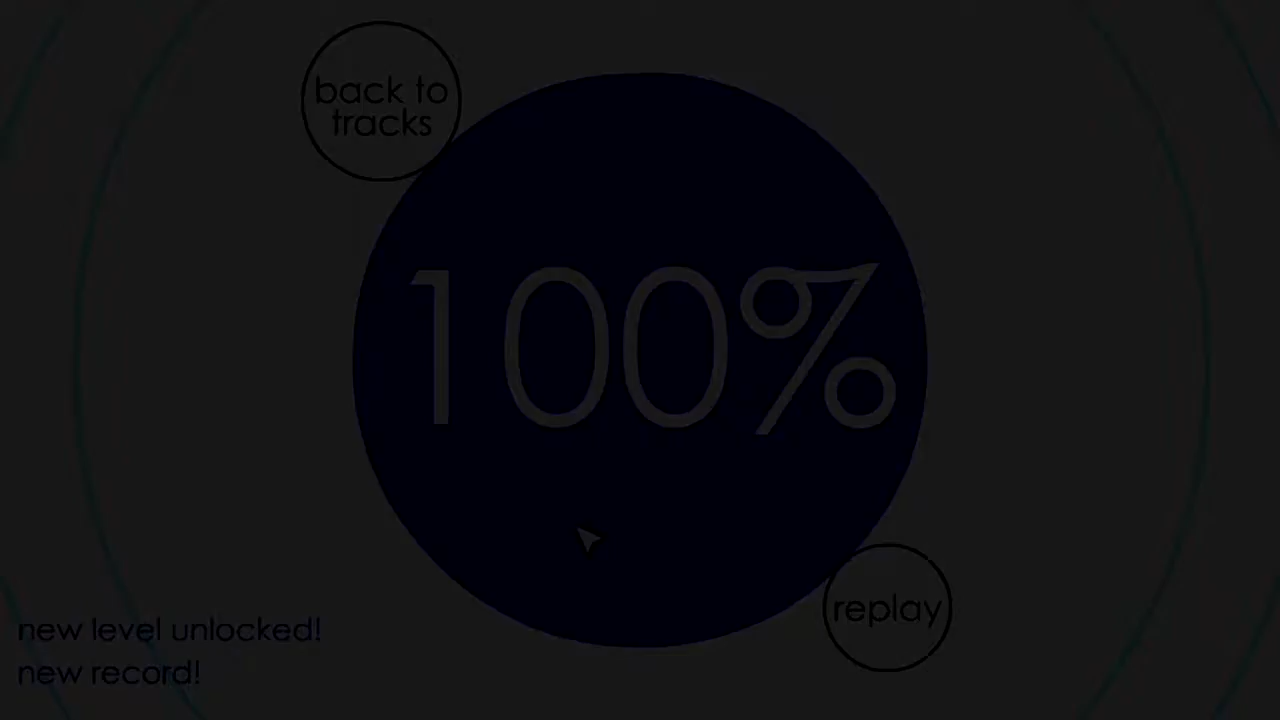 back to
tracks
100%
replay
new level unlocked!
new record!